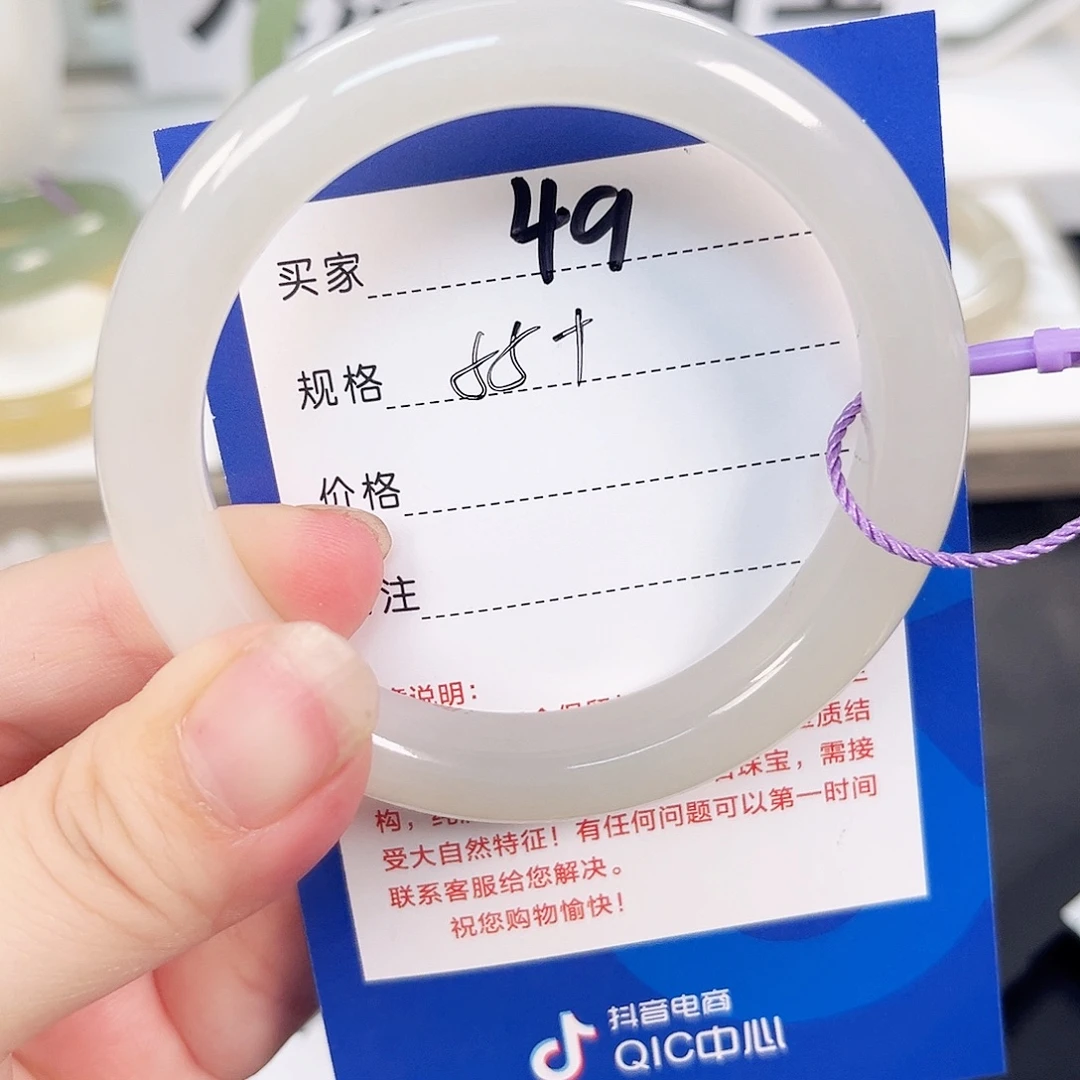 买家 49
规格 55+
价格
注
说明：
质结
珠宝，需接
构，
受大自然特征！有任何问题可以第一时间
联系客服给您解决。
祝您购物愉快！
抖音电商
QIC中心